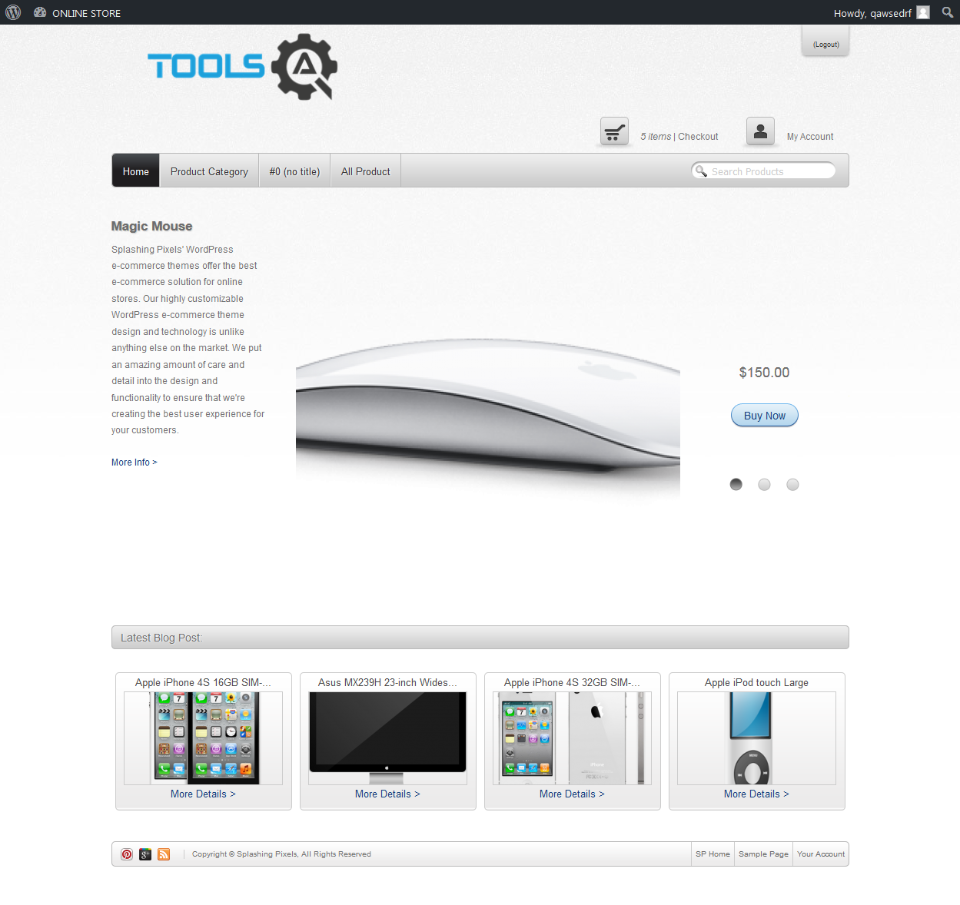 ONLINE STORE
Howdy, qawsedrf
(Logout)
TOOLS QA
5 items | Checkout
My Account
Home
Product Category
#0 (no title)
All Product
Search Products
Magic Mouse
Splashing Pixels' WordPress
e-commerce themes offer the best
e-commerce solution for online
stores. Our highly customizable
WordPress e-commerce theme
design and technology is unlike
anything else on the market. We put
an amazing amount of care and
detail into the design and
functionality to ensure that we're
creating the best user experience for
your customers.
More Info >
$150.00
Buy Now
Latest Blog Post
Apple iPhone 4S 16GB SIM-...
Asus MX239H 23-inch Wides...
Apple iPhone 4S 32GB SIM-...
Apple iPod touch Large
More Details >
More Details >
More Details >
More Details >
Copyright © Splashing Pixels, All Rights Reserved
SP Home
Sample Page
Your Account